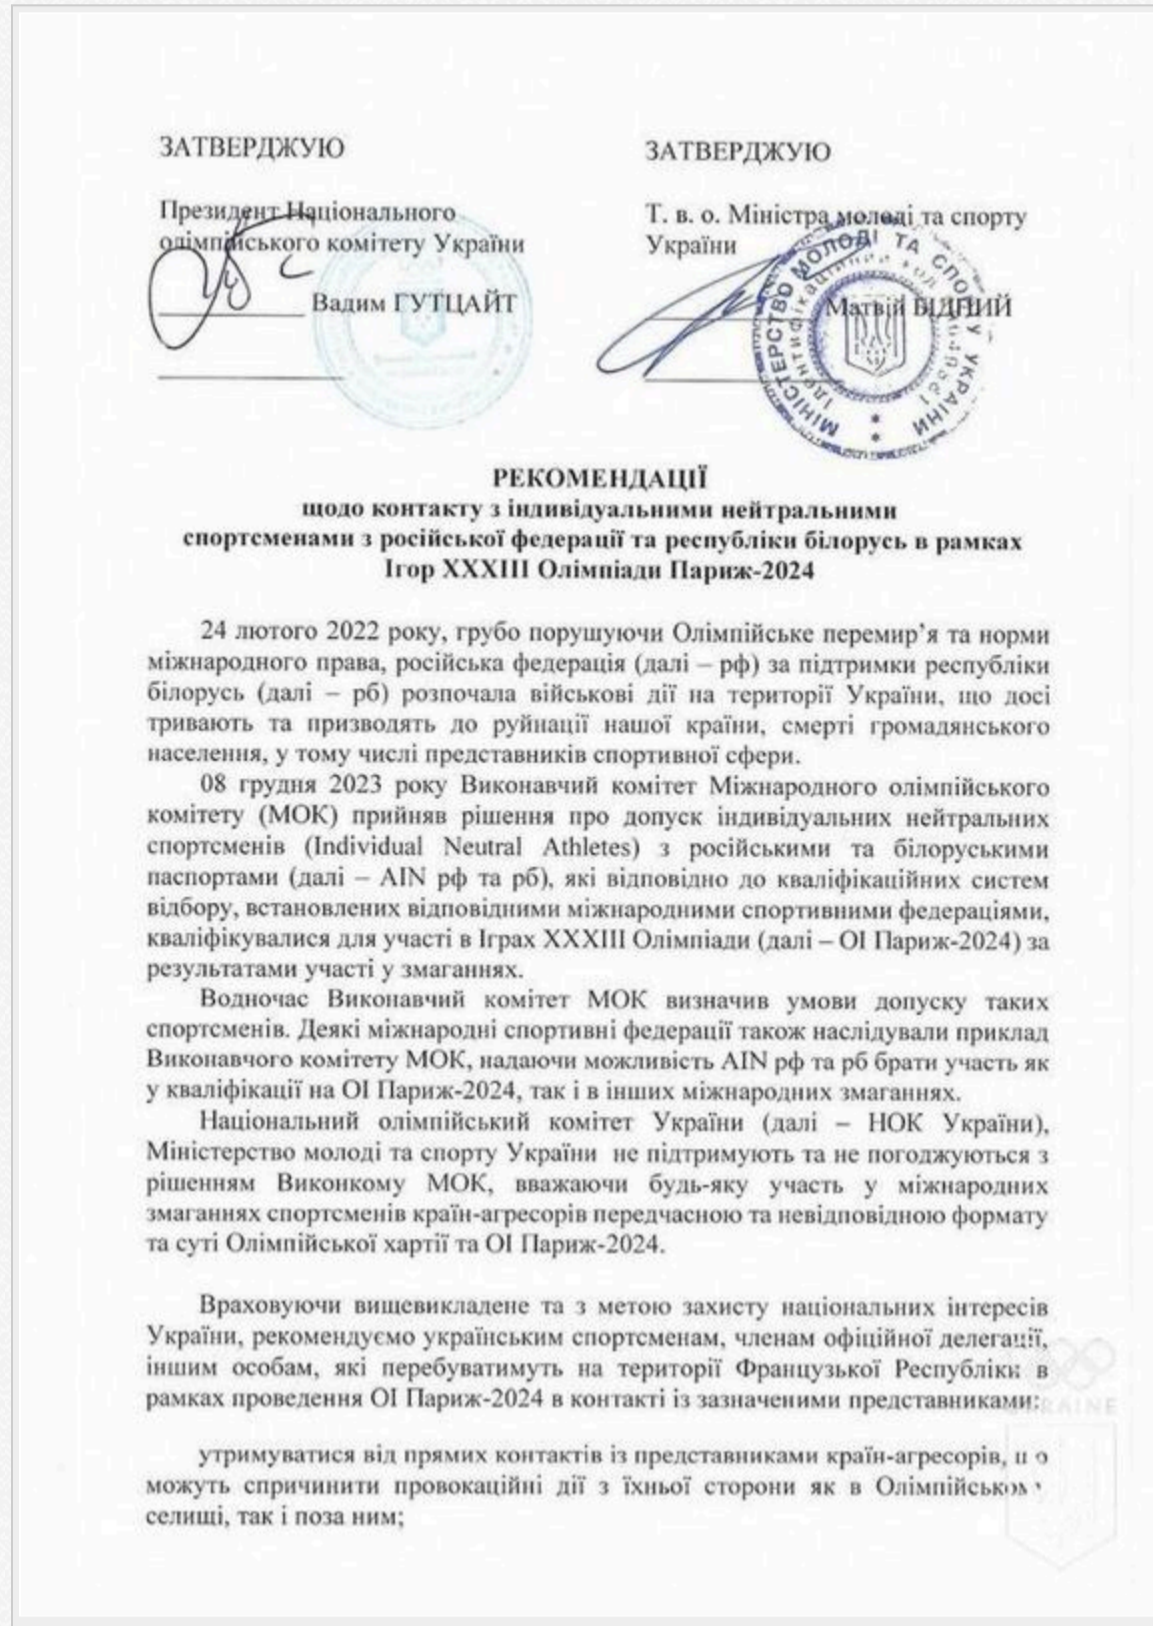 ЗАТВЕРДЖУЮ
Президент Національного
олімпійського комітету України
Вадим ГУТЦАЙТ
ЗАТВЕРДЖУЮ
Т. в. о. Міністра молоді та спорту
України
Матвій БІДНИЙ
МІНІСТЕРСТВО МОЛОДІ ТА СПОРТУ УКРАЇНИ
РЕКОМЕНДАЦІЇ
щодо контакту з індивідуальними нейтральними
спортсменами з російської федерації та республіки білорусь в рамках
Ігор XXXIII Олімпіади Париж-2024
24 лютого 2022 року, грубо порушуючи Олімпійське перемир’я та норми
міжнародного права, російська федерація (далі – рф) за підтримки республіки
білорусь (далі – рб) розпочала військові дії на території України, що досі
тривають та призводять до руйнації нашої країни, смерті громадянського
населення, у тому числі представників спортивної сфери.
08 грудня 2023 року Виконавчий комітет Міжнародного олімпійського
комітету (МОК) прийняв рішення про допуск індивідуальних нейтральних
спортсменів (Individual Neutral Athletes) з російськими та білоруськими
паспортами (далі – AIN рф та рб), які відповідно до кваліфікаційних систем
відбору, встановлених відповідними міжнародними спортивними федераціями,
кваліфікувалися для участі в Іграх XXXIII Олімпіади (далі – ОІ Париж-2024) за
результатами участі у змаганнях.
Водночас Виконавчий комітет МОК визначив умови допуску таких
спортсменів. Деякі міжнародні спортивні федерації також наслідували приклад
Виконавчого комітету МОК, надаючи можливість AIN рф та рб брати участь як
у кваліфікації на ОІ Париж-2024, так і в інших міжнародних змаганнях.
Національний олімпійський комітет України (далі – НОК України),
Міністерство молоді та спорту України не підтримують та не погоджуються з
рішенням Виконкому МОК, вважаючи будь-яку участь у міжнародних
змаганнях спортсменів країн-агресорів передчасною та невідповідною формату
та суті Олімпійської хартії та ОІ Париж-2024.
Враховуючи вищевикладене та з метою захисту національних інтересів
України, рекомендуємо українським спортсменам, членам офіційної делегації,
іншим особам, які перебуватимуть на території Французької Республіки в
рамках проведення ОІ Париж-2024 в контакті із зазначеними представниками:
UKRAINE
утримуватися від прямих контактів із представниками країн-агресорів, що
можуть спричинити провокаційні дії з їхньої сторони як в Олімпійському
селищі, так і поза ним;